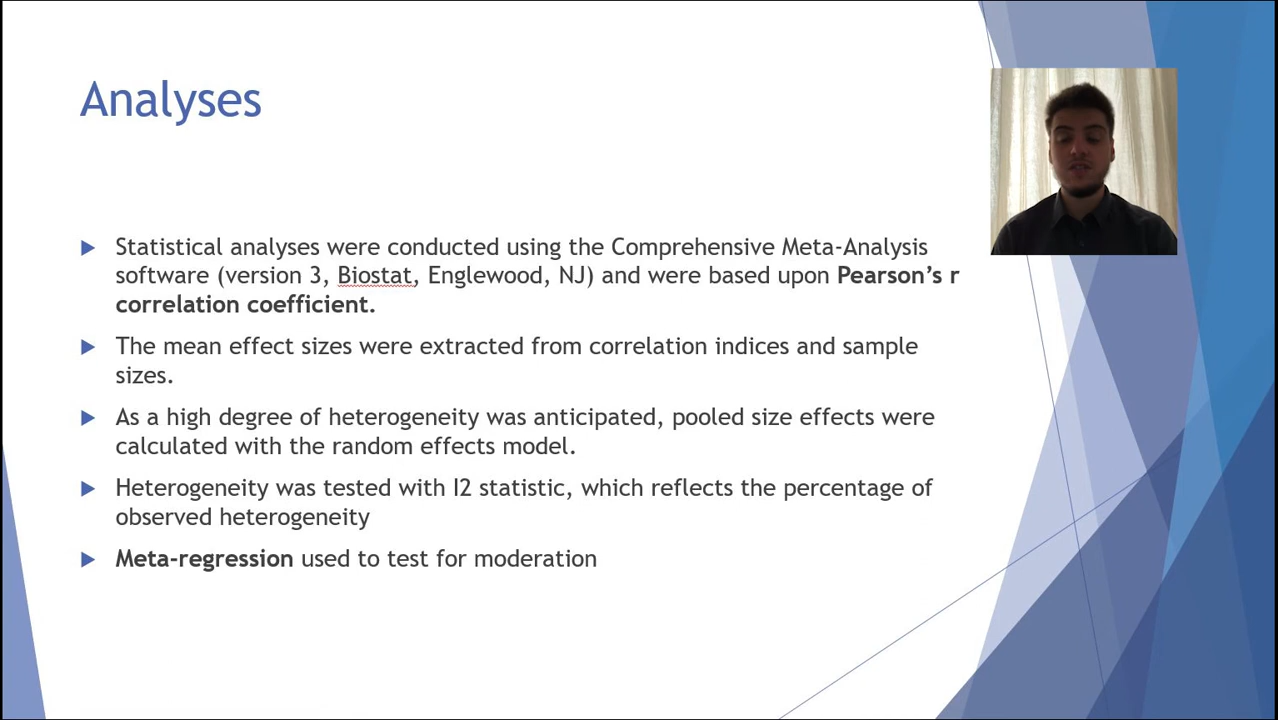 Analyses
Statistical analyses were conducted using the Comprehensive Meta-Analysis
software (version 3, Biostat, Englewood, NJ) and were based upon Pearson’s r
correlation coefficient.
The mean effect sizes were extracted from correlation indices and sample
sizes.
As a high degree of heterogeneity was anticipated, pooled size effects were
calculated with the random effects model.
Heterogeneity was tested with I2 statistic, which reflects the percentage of
observed heterogeneity
Meta-regression used to test for moderation